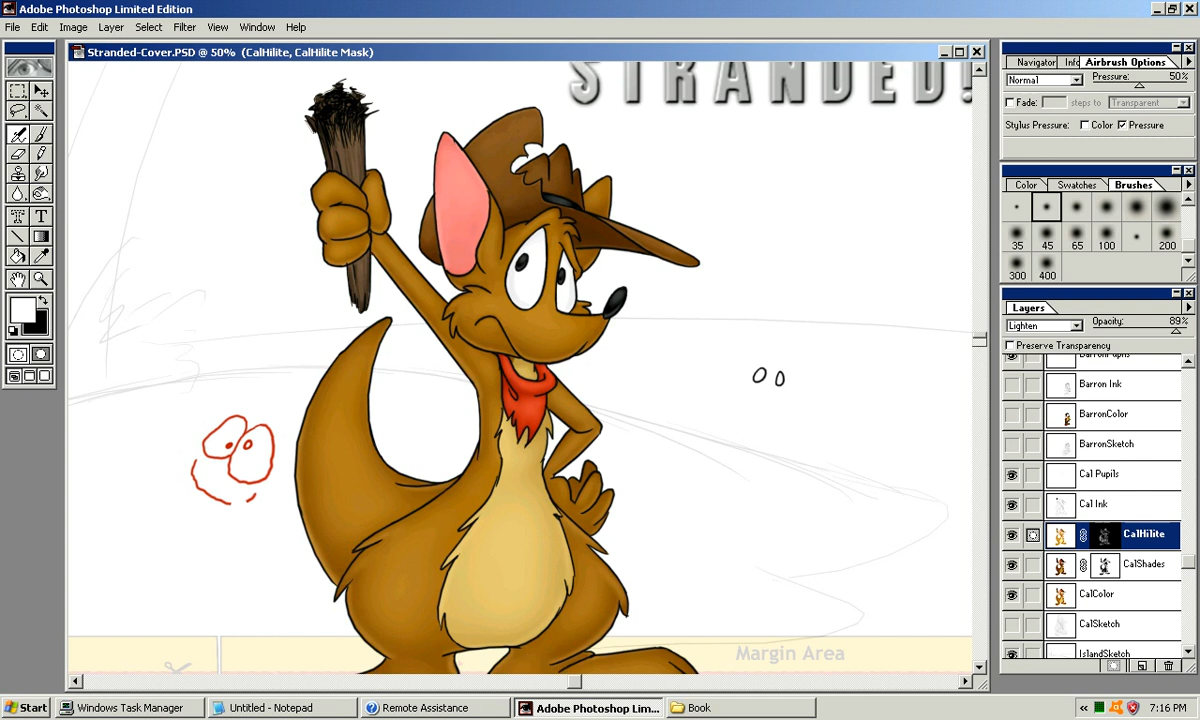 Adobe Photoshop Limited Edition
File Edit Image Layer Select Filter View Window Help
Stranded-Cover.PSD @ 50% (CalHilite, CalHilite Mask)
STRANDED!
Navigator Info Airbrush Options
Normal Pressure: 50%
Fade: steps to Transparent
Stylus Pressure: Color Pressure
Color Swatches Brushes
35 45 65 100 200
300 400
Layers
Lighten Opacity: 89%
Preserve Transparency
BarronPupils
Barron Ink
BarronColor
BarronSketch
Cal Pupils
Cal Ink
CalHilite
CalShades
CalColor
CalSketch
IslandSketch
Margin Area
Start Windows Task Manager Untitled - Notepad Remote Assistance Adobe Photoshop Lim... Book 7:16 PM